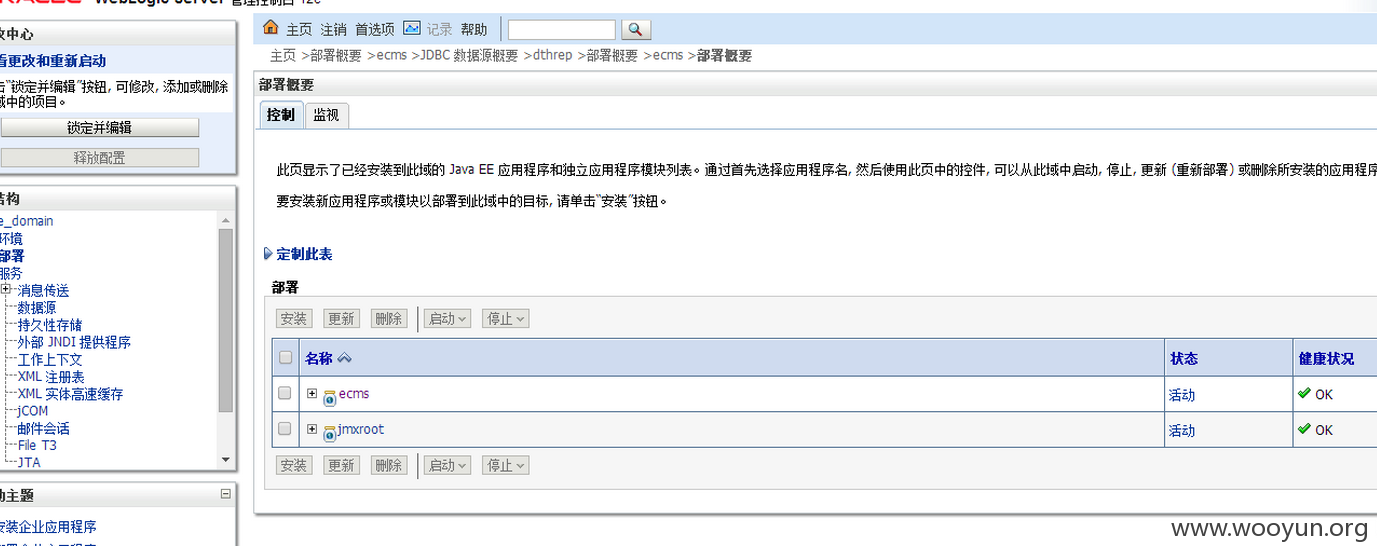 WebLogic Server 管理控制台 12c
改中心
看更改和重新启动
击“锁定并编辑”按钮, 可修改, 添加或删除
域中的项目。
锁定并编辑
释放配置
结构
e_domain
环境
部署
服务
消息传送
数据源
持久性存储
外部 JNDI 提供程序
工作上下文
XML 注册表
XML 实体高速缓存
jCOM
邮件会话
File T3
JTA
助主题
安装企业应用程序
主页 注销 首选项 记录 帮助
主页 >部署概要 >ecms >JDBC 数据源概要 >dthrep >部署概要 >ecms >部署概要
部署概要
控制 监视
此页显示了已经安装到此域的 Java EE 应用程序和独立应用程序模块列表。通过首先选择应用程序名, 然后使用此页中的控件, 可以从此域中启动, 停止, 更新 (重新部署) 或删除所安装的应用程序
要安装新应用程序或模块以部署到此域中的目标, 请单击“安装”按钮。
定制此表
部署
安装 更新 删除 启动 停止
名称 状态 健康状况
ecms 活动 OK
jmxroot 活动 OK
安装 更新 删除 启动 停止
www.wooyun.org